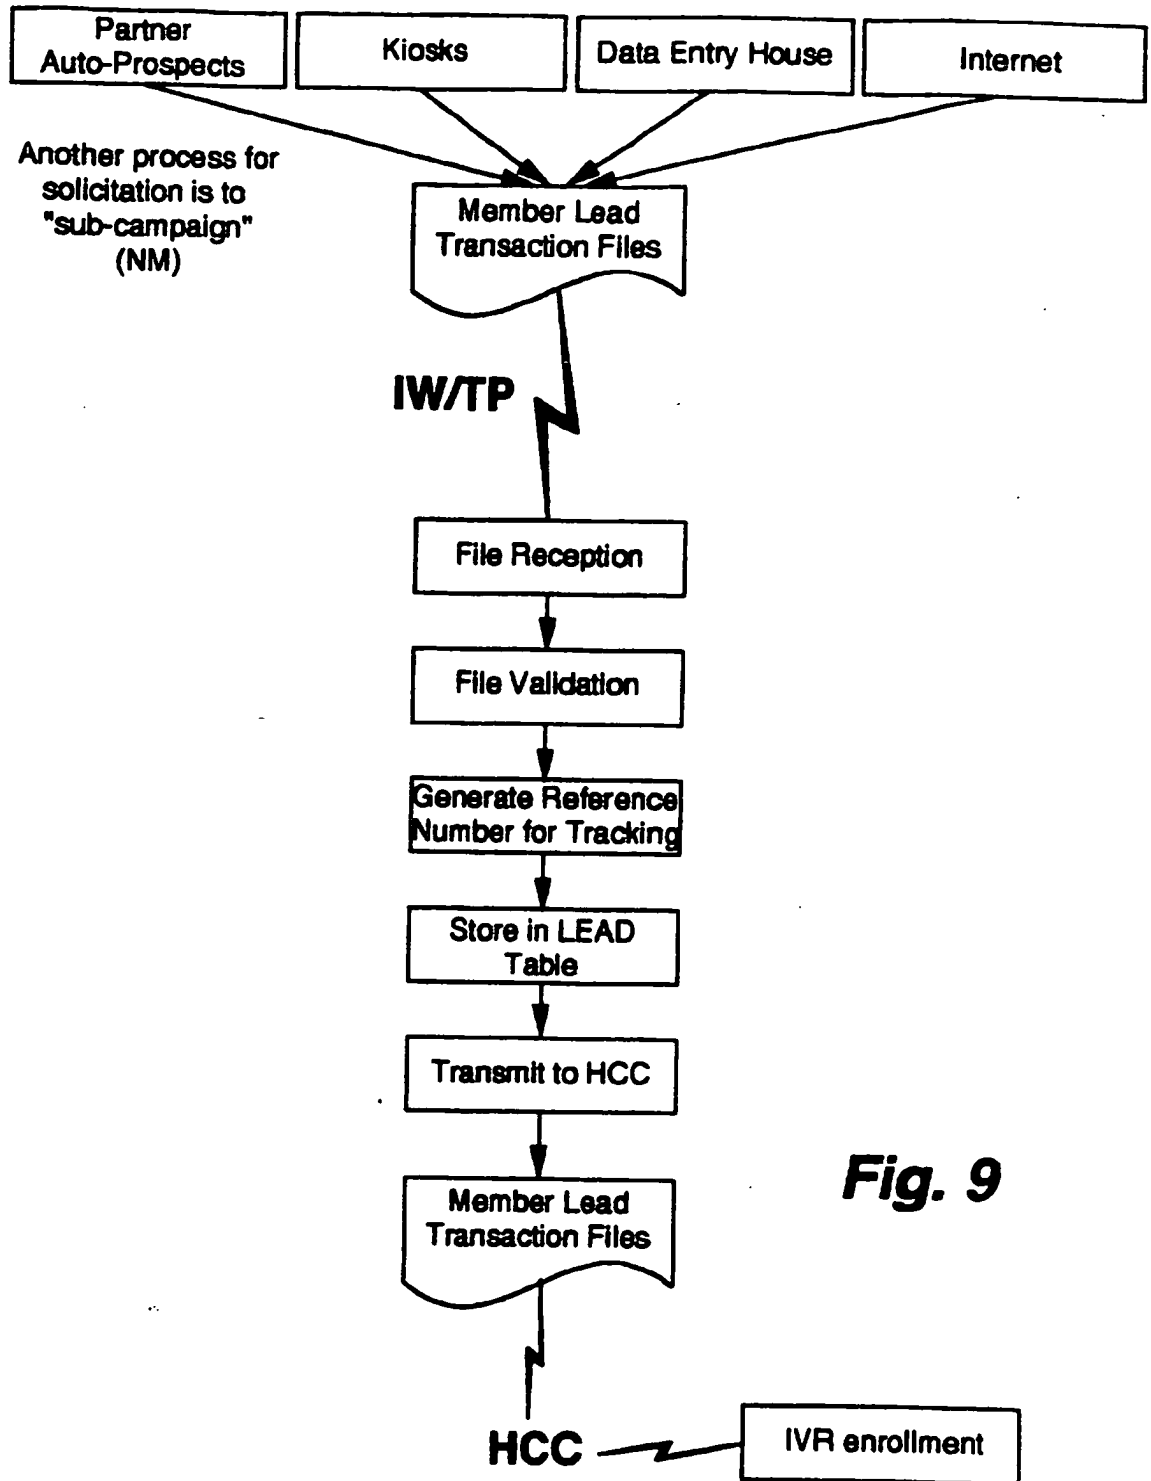 Partner
Auto-Prospects
Kiosks
Data Entry House
Internet
Another process for
solicitation is to
"sub-campaign"
(NM)
Member Lead
Transaction Files
IW/TP
File Reception
File Validation
Generate Reference
Number for Tracking
Store in LEAD
Table
Transmit to HCC
Member Lead
Transaction Files
Fig. 9
HCC
IVR enrollment